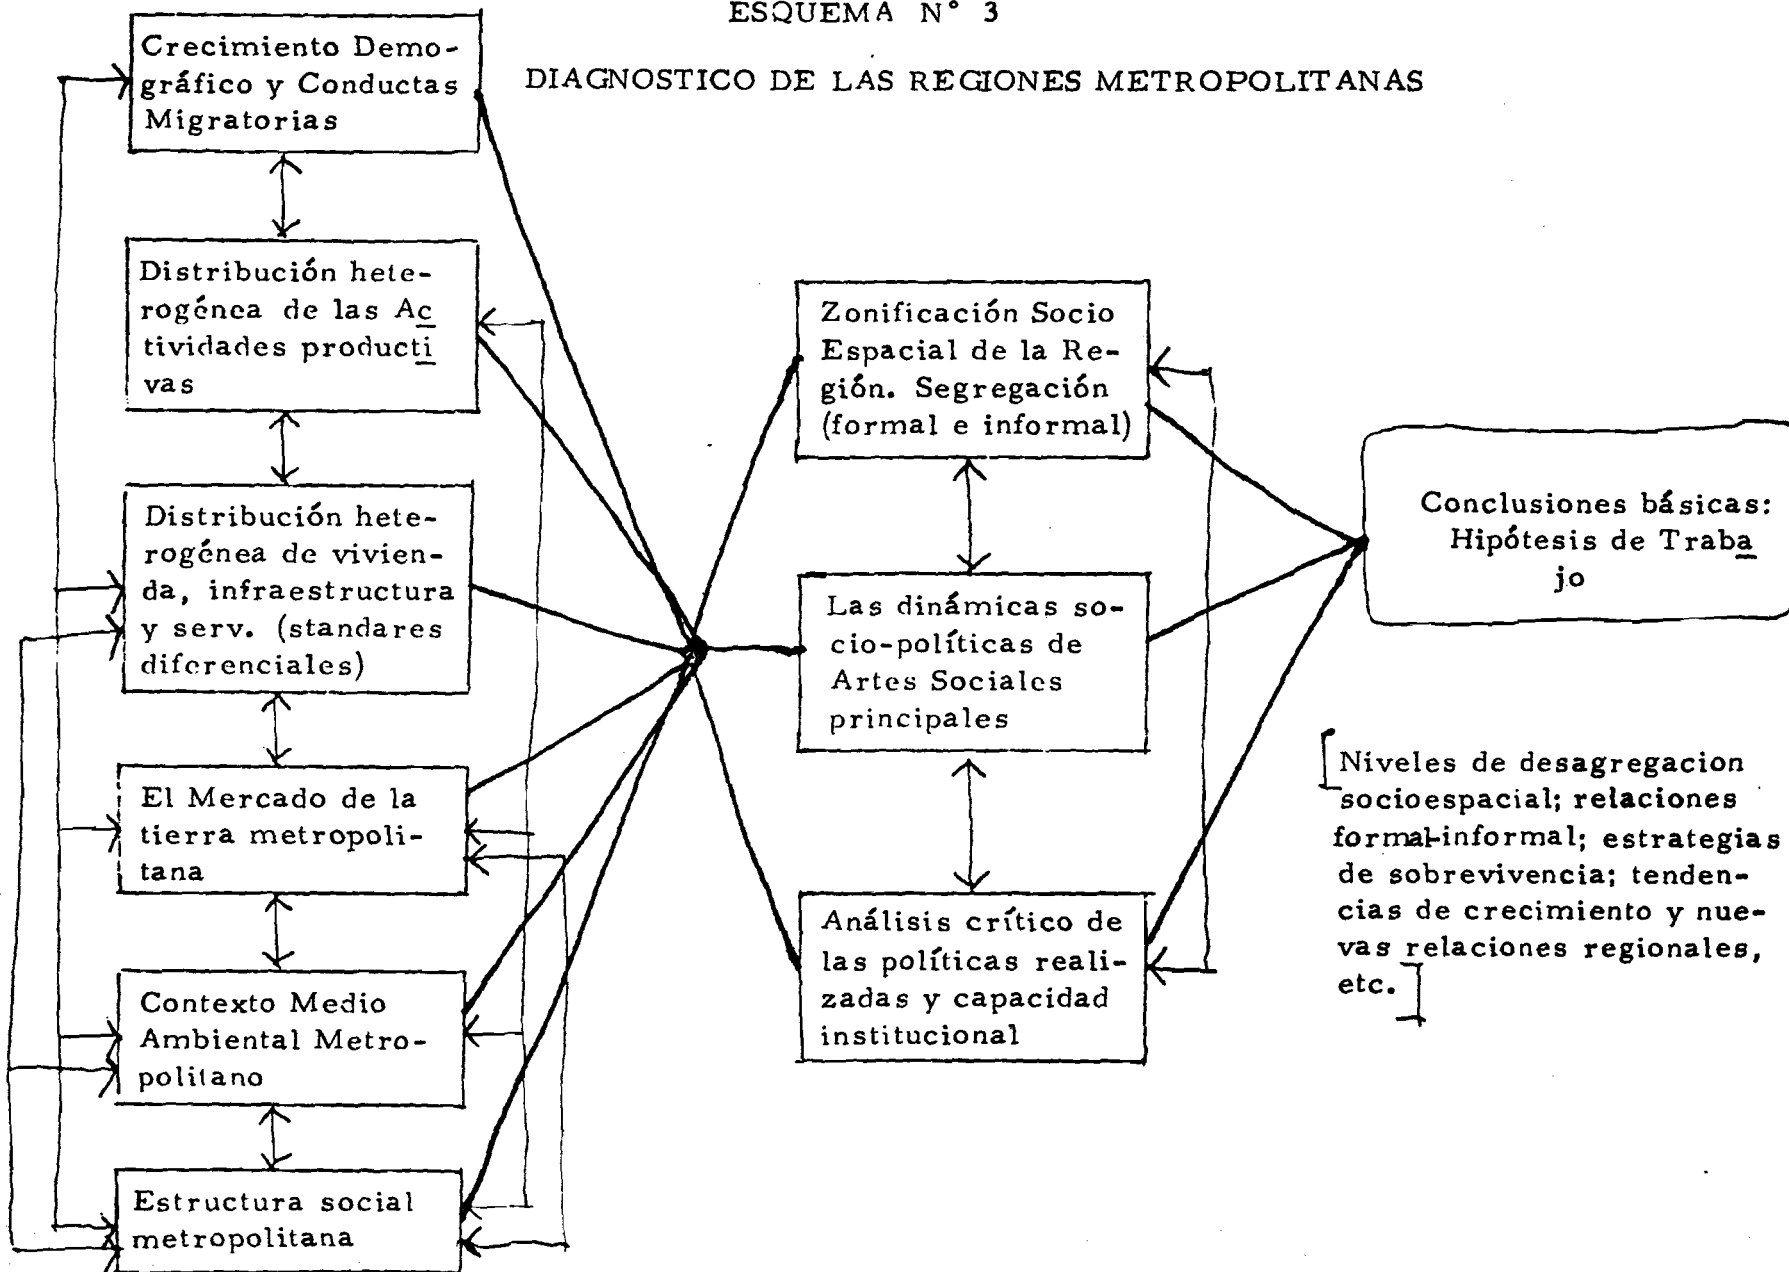 ESQUEMA N° 3
DIAGNOSTICO DE LAS REGIONES METROPOLITANAS
Crecimiento Demo-
gráfico y Conductas
Migratorias
Distribución hete-
rogénea de las Ac
tividades producti
vas
Distribución hete-
rogénea de vivien-
da, infraestructura
y serv. (standares
diferenciales)
El Mercado de la
tierra metropoli-
tana
Contexto Medio
Ambiental Metro-
politano
Estructura social
metropolitana
Zonificación Socio
Espacial de la Re-
gión. Segregación
(formal e informal)
Las dinámicas so-
cio-políticas de
Artes Sociales
principales
Análisis crítico de
las políticas reali-
zadas y capacidad
institucional
Conclusiones básicas:
Hipótesis de Traba
jo
[Niveles de desagregacion
socioespacial; relaciones
formal-informal; estrategias
de sobrevivencia; tenden-
cias de crecimiento y nue-
vas relaciones regionales,
etc.]